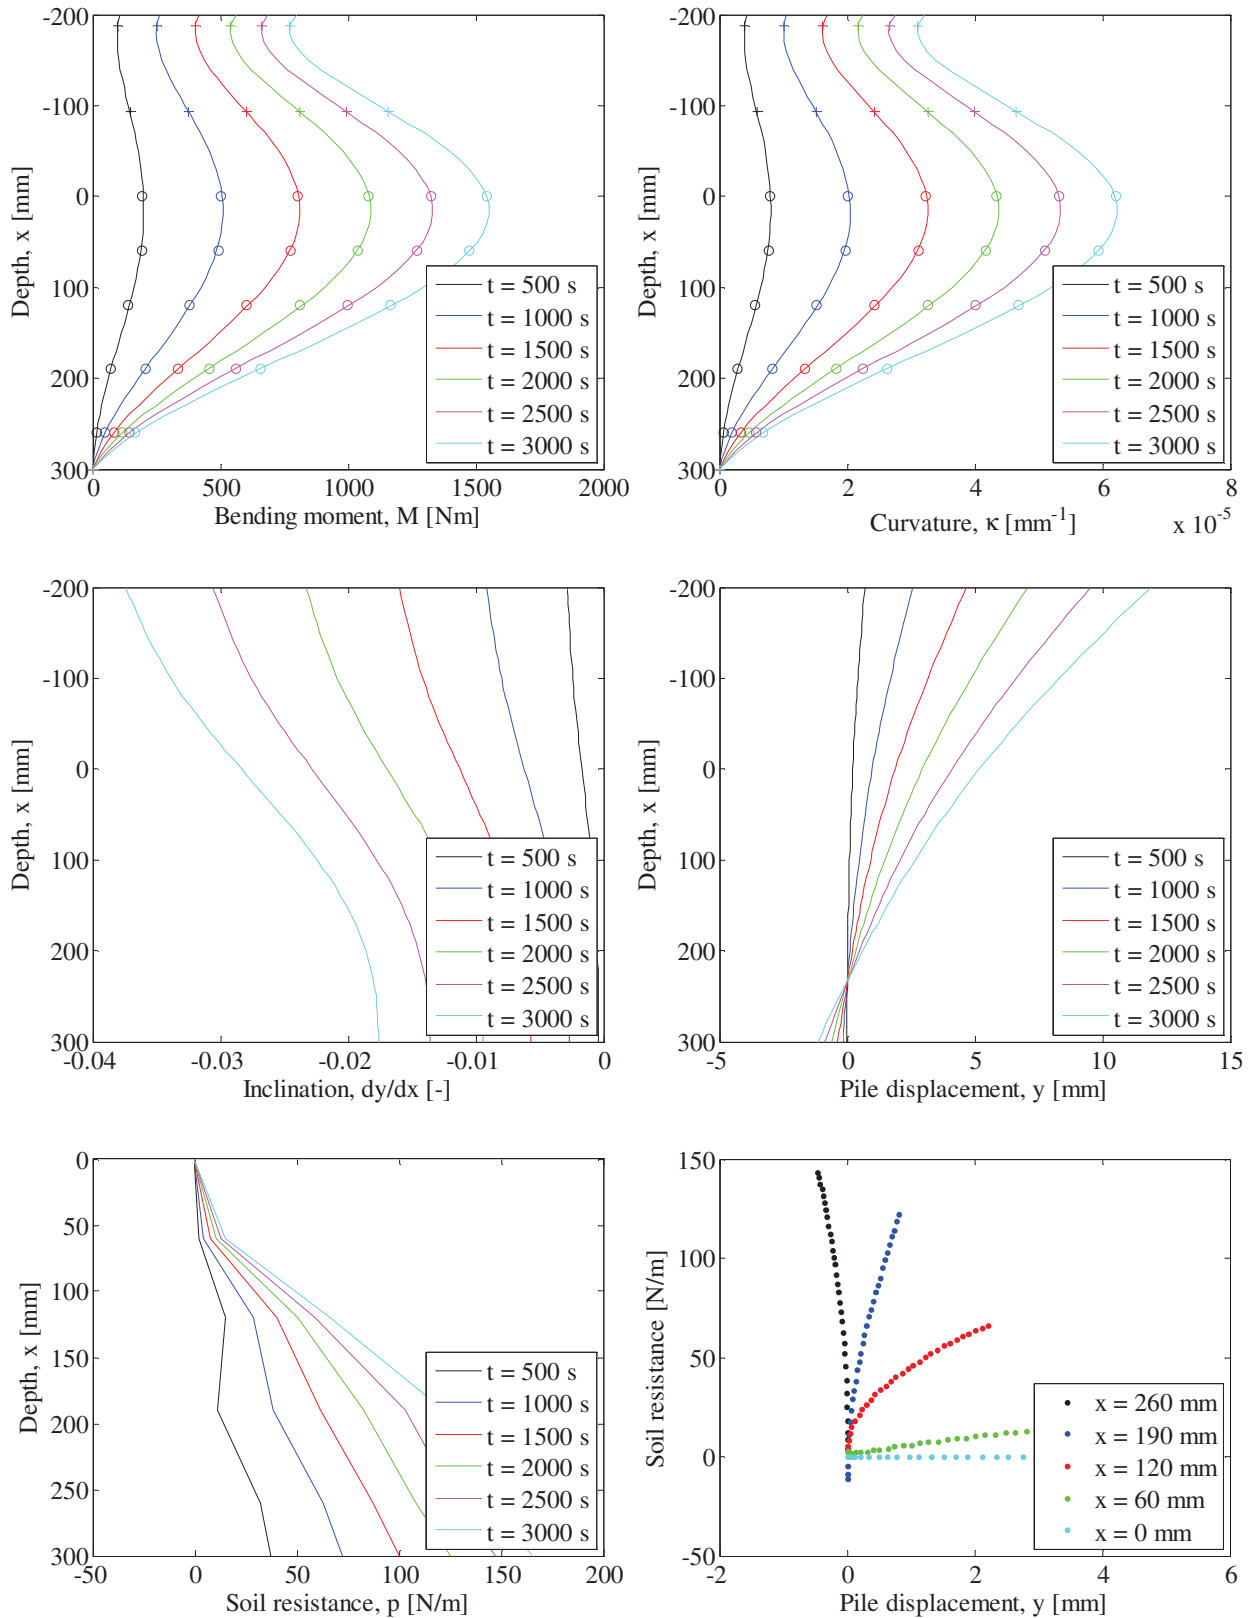 -200
-100
0
100
200
300
Depth, x [mm]
0 500 1000 1500 2000
Bending moment, M [Nm]
t = 500 s
t = 1000 s
t = 1500 s
t = 2000 s
t = 2500 s
t = 3000 s
-200
-100
0
100
200
300
Depth, x [mm]
0 2 4 6 8
Curvature, κ [mm⁻¹]
x 10⁻⁵
t = 500 s
t = 1000 s
t = 1500 s
t = 2000 s
t = 2500 s
t = 3000 s
-200
-100
0
100
200
300
Depth, x [mm]
-0.04 -0.03 -0.02 -0.01 0
Inclination, dy/dx [-]
t = 500 s
t = 1000 s
t = 1500 s
t = 2000 s
t = 2500 s
t = 3000 s
-200
-100
0
100
200
300
Depth, x [mm]
-5 0 5 10 15
Pile displacement, y [mm]
t = 500 s
t = 1000 s
t = 1500 s
t = 2000 s
t = 2500 s
t = 3000 s
0
50
100
150
200
250
300
Depth, x [mm]
-50 0 50 100 150 200
Soil resistance, p [N/m]
t = 500 s
t = 1000 s
t = 1500 s
t = 2000 s
t = 2500 s
t = 3000 s
150
100
50
0
-50
Soil resistance [N/m]
-2 0 2 4 6
Pile displacement, y [mm]
x = 260 mm
x = 190 mm
x = 120 mm
x = 60 mm
x = 0 mm